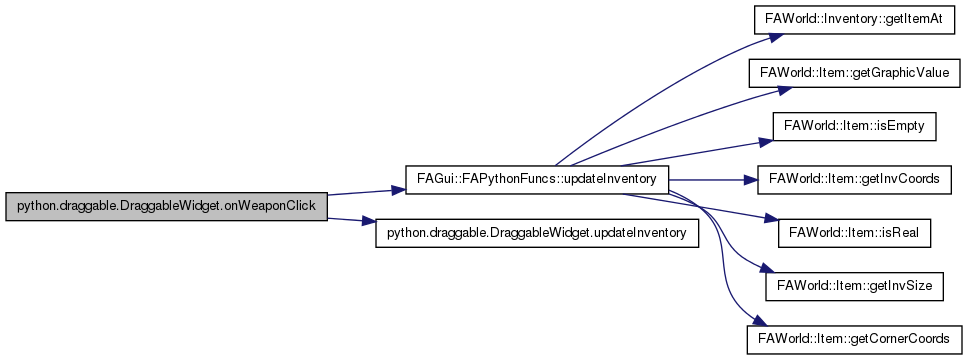 FAWorld::Inventory::getItemAt
FAWorld::Item::getGraphicValue
FAWorld::Item::isEmpty
FAGui::FAPythonFuncs::updateInventory
FAWorld::Item::getInvCoords
python.draggable.DraggableWidget.onWeaponClick
python.draggable.DraggableWidget.updateInventory
FAWorld::Item::isReal
FAWorld::Item::getInvSize
FAWorld::Item::getCornerCoords